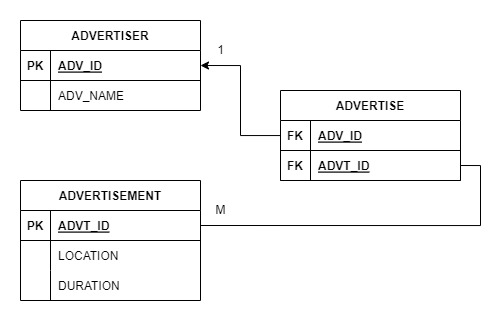 ADVERTISER
PK ADV_ID
ADV_NAME
1
ADVERTISE
FK ADV_ID
FK ADVT_ID
ADVERTISEMENT
PK ADVT_ID
LOCATION
DURATION
M